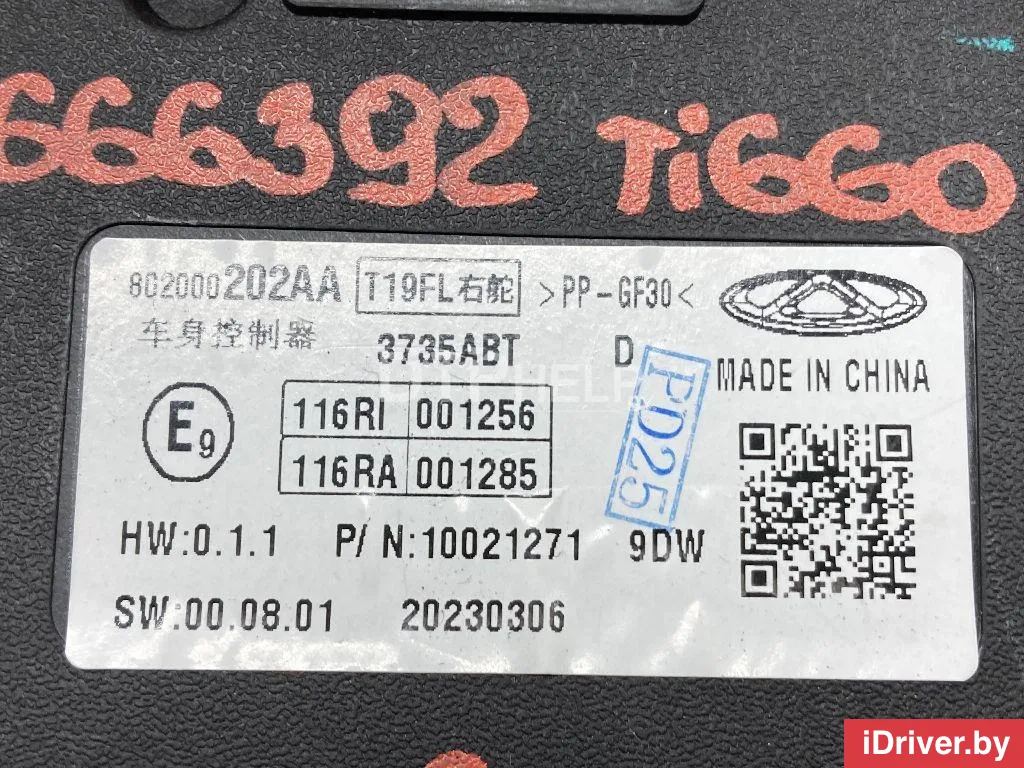 666392 TiGGO
802000202AA T19FL右舵 >PP-GF30<
车身控制器 3735ABT D
MADE IN CHINA
P025
E9
116RI 001256
116RA 001285
HW:0.1.1 P/N:10021271 9DW
SW:00.08.01 20230306
iDriver.by